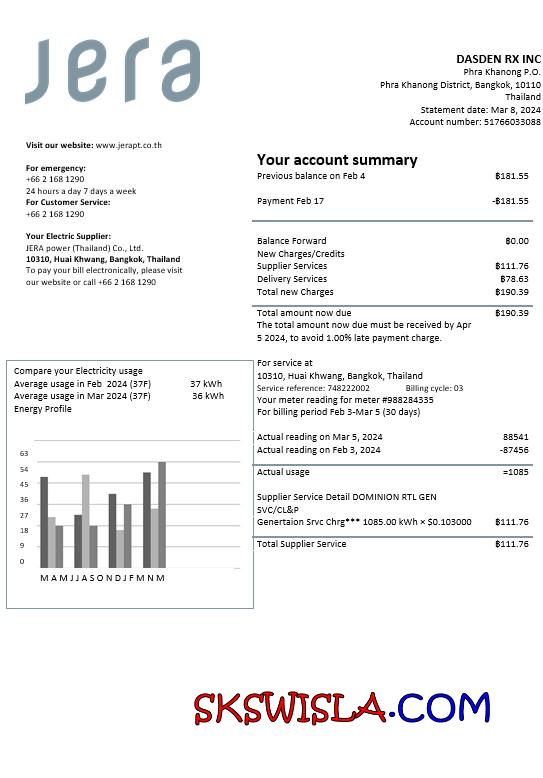 jera
DASDEN RX INC
Phra Khanong P.O.
Phra Khanong District, Bangkok, 10110
Thailand
Statement date: Mar 8, 2024
Account number: 51766033088
Visit our website: www.jerapt.co.th
For emergency:
+66 2 168 1290
24 hours a day 7 days a week
For Customer Service:
+66 2 168 1290
Your Electric Supplier:
JERA power (Thailand) Co., Ltd.
10310, Huai Khwang, Bangkok, Thailand
To pay your bill electronically, please visit
our website or call +66 2 168 1290
Your account summary
Previous balance on Feb 4 ฿181.55
Payment Feb 17 -฿181.55
Balance Forward ฿0.00
New Charges/Credits
Supplier Services ฿111.76
Delivery Services ฿78.63
Total new Charges ฿190.39
Total amount now due ฿190.39
The total amount now due must be received by Apr
5 2024, to avoid 1.00% late payment charge.
For service at
10310, Huai Khwang, Bangkok, Thailand
Service reference: 748222002 Billing cycle: 03
Your meter reading for meter #988284335
For billing period Feb 3-Mar 5 (30 days)
Actual reading on Mar 5, 2024 88541
Actual reading on Feb 3, 2024 -87456
Actual usage =1085
Supplier Service Detail DOMINION RTL GEN
SVC/CL&P
Genertaion Srvc Chrg*** 1085.00 kWh × $0.103000 ฿111.76
Total Supplier Service ฿111.76
Compare your Electricity usage
Average usage in Feb 2024 (37F) 37 kWh
Average usage in Mar 2024 (37F) 36 kWh
Energy Profile
63
54
45
36
27
18
9
0
M A M J J A S O N D J F M N M
SKSWISLA.COM